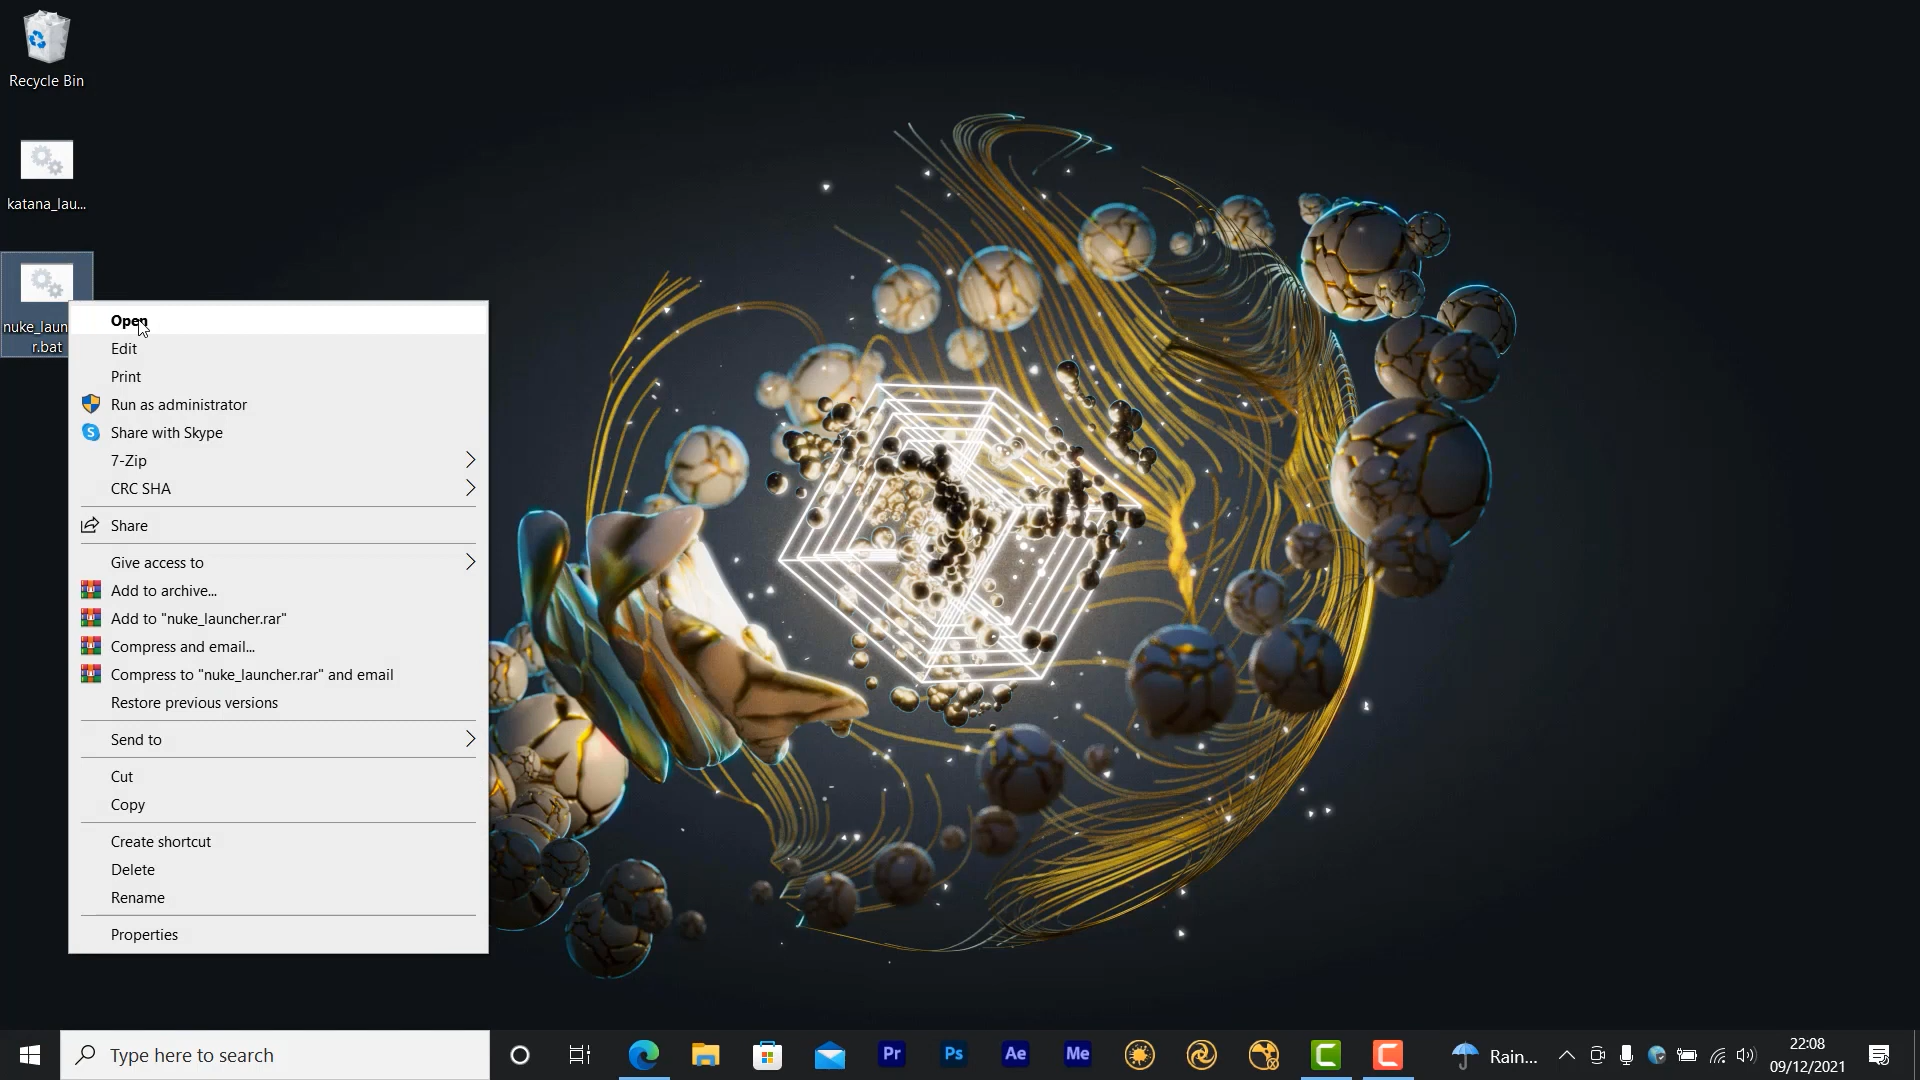 Recycle Bin
katana_lau...
nuke_laun
r.bat
Open
Edit
Print
Run as administrator
S Share with Skype
7-Zip
CRC SHA
Share
Give access to
Add to archive...
Add to "nuke_launcher.rar"
Compress and email...
Compress to "nuke_launcher.rar" and email
Restore previous versions
Send to
Cut
Copy
Create shortcut
Delete
Rename
Properties
Type here to search
Pr
Ps
Ae
Me
C
C
Rain...
22:08
09/12/2021